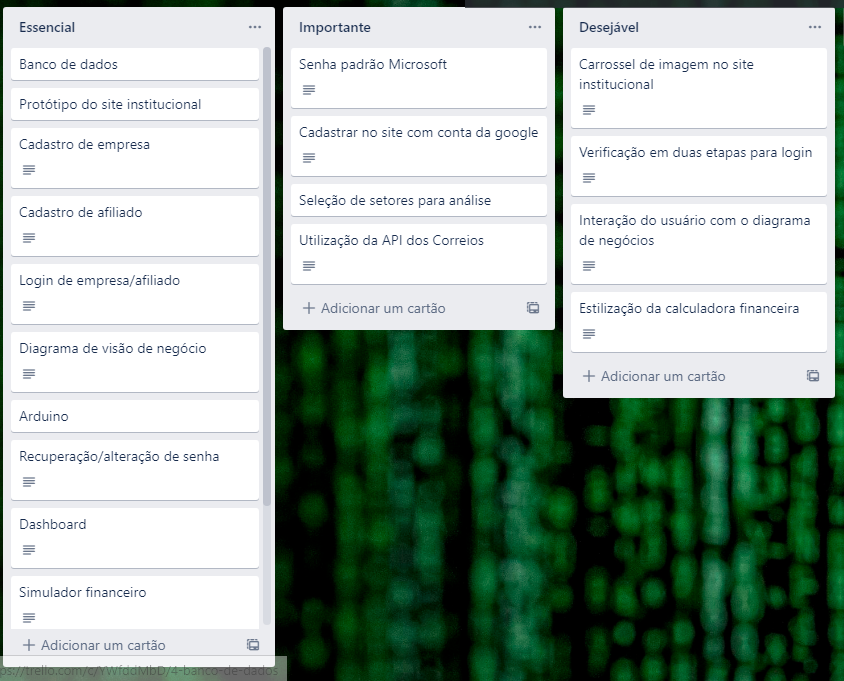 Essencial
Banco de dados
Protótipo do site institucional
Cadastro de empresa
Cadastro de afiliado
Login de empresa/afiliado
Diagrama de visão de negócio
Arduino
Recuperação/alteração de senha
Dashboard
Simulador financeiro
+ Adicionar um cartão
Importante
Senha padrão Microsoft
Cadastrar no site com conta da google
Seleção de setores para análise
Utilização da API dos Correios
+ Adicionar um cartão
Desejável
Carrossel de imagem no site
institucional
Verificação em duas etapas para login
Interação do usuário com o diagrama
de negócios
Estilização da calculadora financeira
+ Adicionar um cartão
ps://trello.com/c/YWfddMbD/4-banco-de-dados